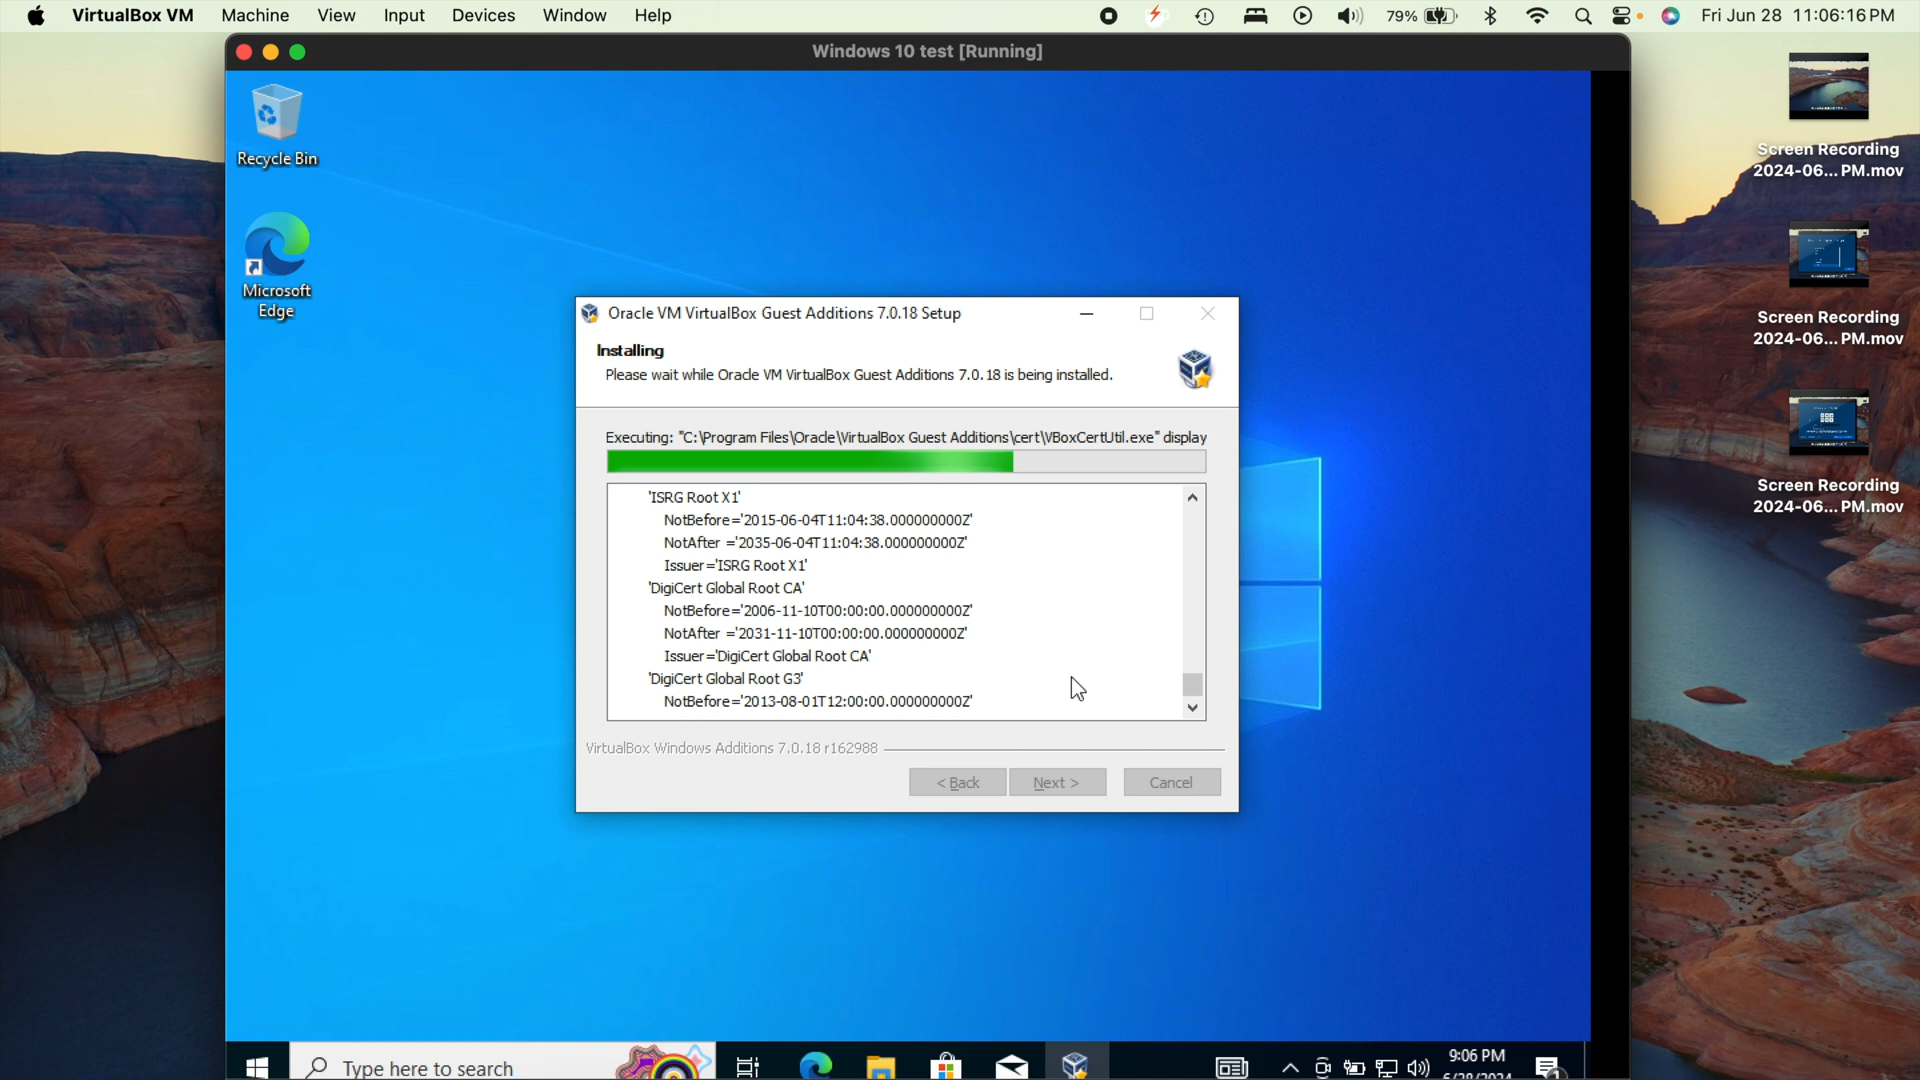 VirtualBox VM Machine View Input Devices Window Help 79% Fri Jun 28 11:06:16 PM
Windows 10 test [Running]
Recycle Bin
Microsoft
Edge
Oracle VM VirtualBox Guest Additions 7.0.18 Setup
Installing
Please wait while Oracle VM VirtualBox Guest Additions 7.0.18 is being installed.
Executing: "C:\Program Files\Oracle\VirtualBox Guest Additions\cert\VBoxCertUtil.exe" display
'ISRG Root X1'
NotBefore='2015-06-04T11:04:38.000000000Z'
NotAfter ='2035-06-04T11:04:38.000000000Z'
Issuer='ISRG Root X1'
'DigiCert Global Root CA'
NotBefore='2006-11-10T00:00:00.000000000Z'
NotAfter ='2031-11-10T00:00:00.000000000Z'
Issuer='DigiCert Global Root CA'
'DigiCert Global Root G3'
NotBefore='2013-08-01T12:00:00.000000000Z'
VirtualBox Windows Additions 7.0.18 r162988
< Back Next > Cancel
Screen Recording
2024-06... PM.mov
Screen Recording
2024-06... PM.mov
Screen Recording
2024-06... PM.mov
Type here to search
9:06 PM
6/28/2024
1